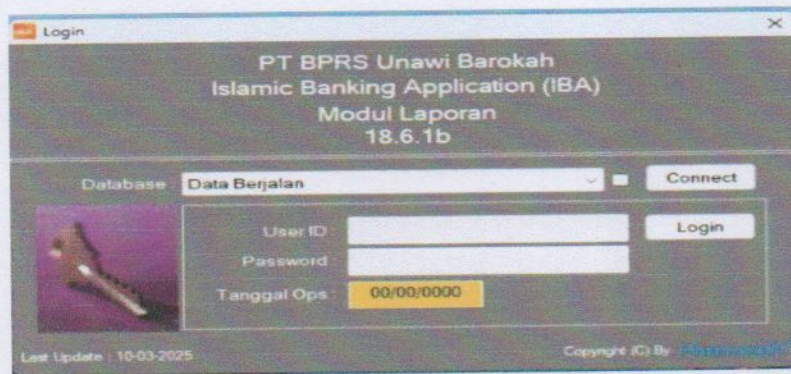 Login
PT BPRS Unawi Barokah
Islamic Banking Application (IBA)
Modul Laporan
18.6.1b
Database Data Berjalan Connect
User ID Login
Password
Tanggal Ops 00/00/0000
Last Update : 10-03-2025 Copyright (C) By